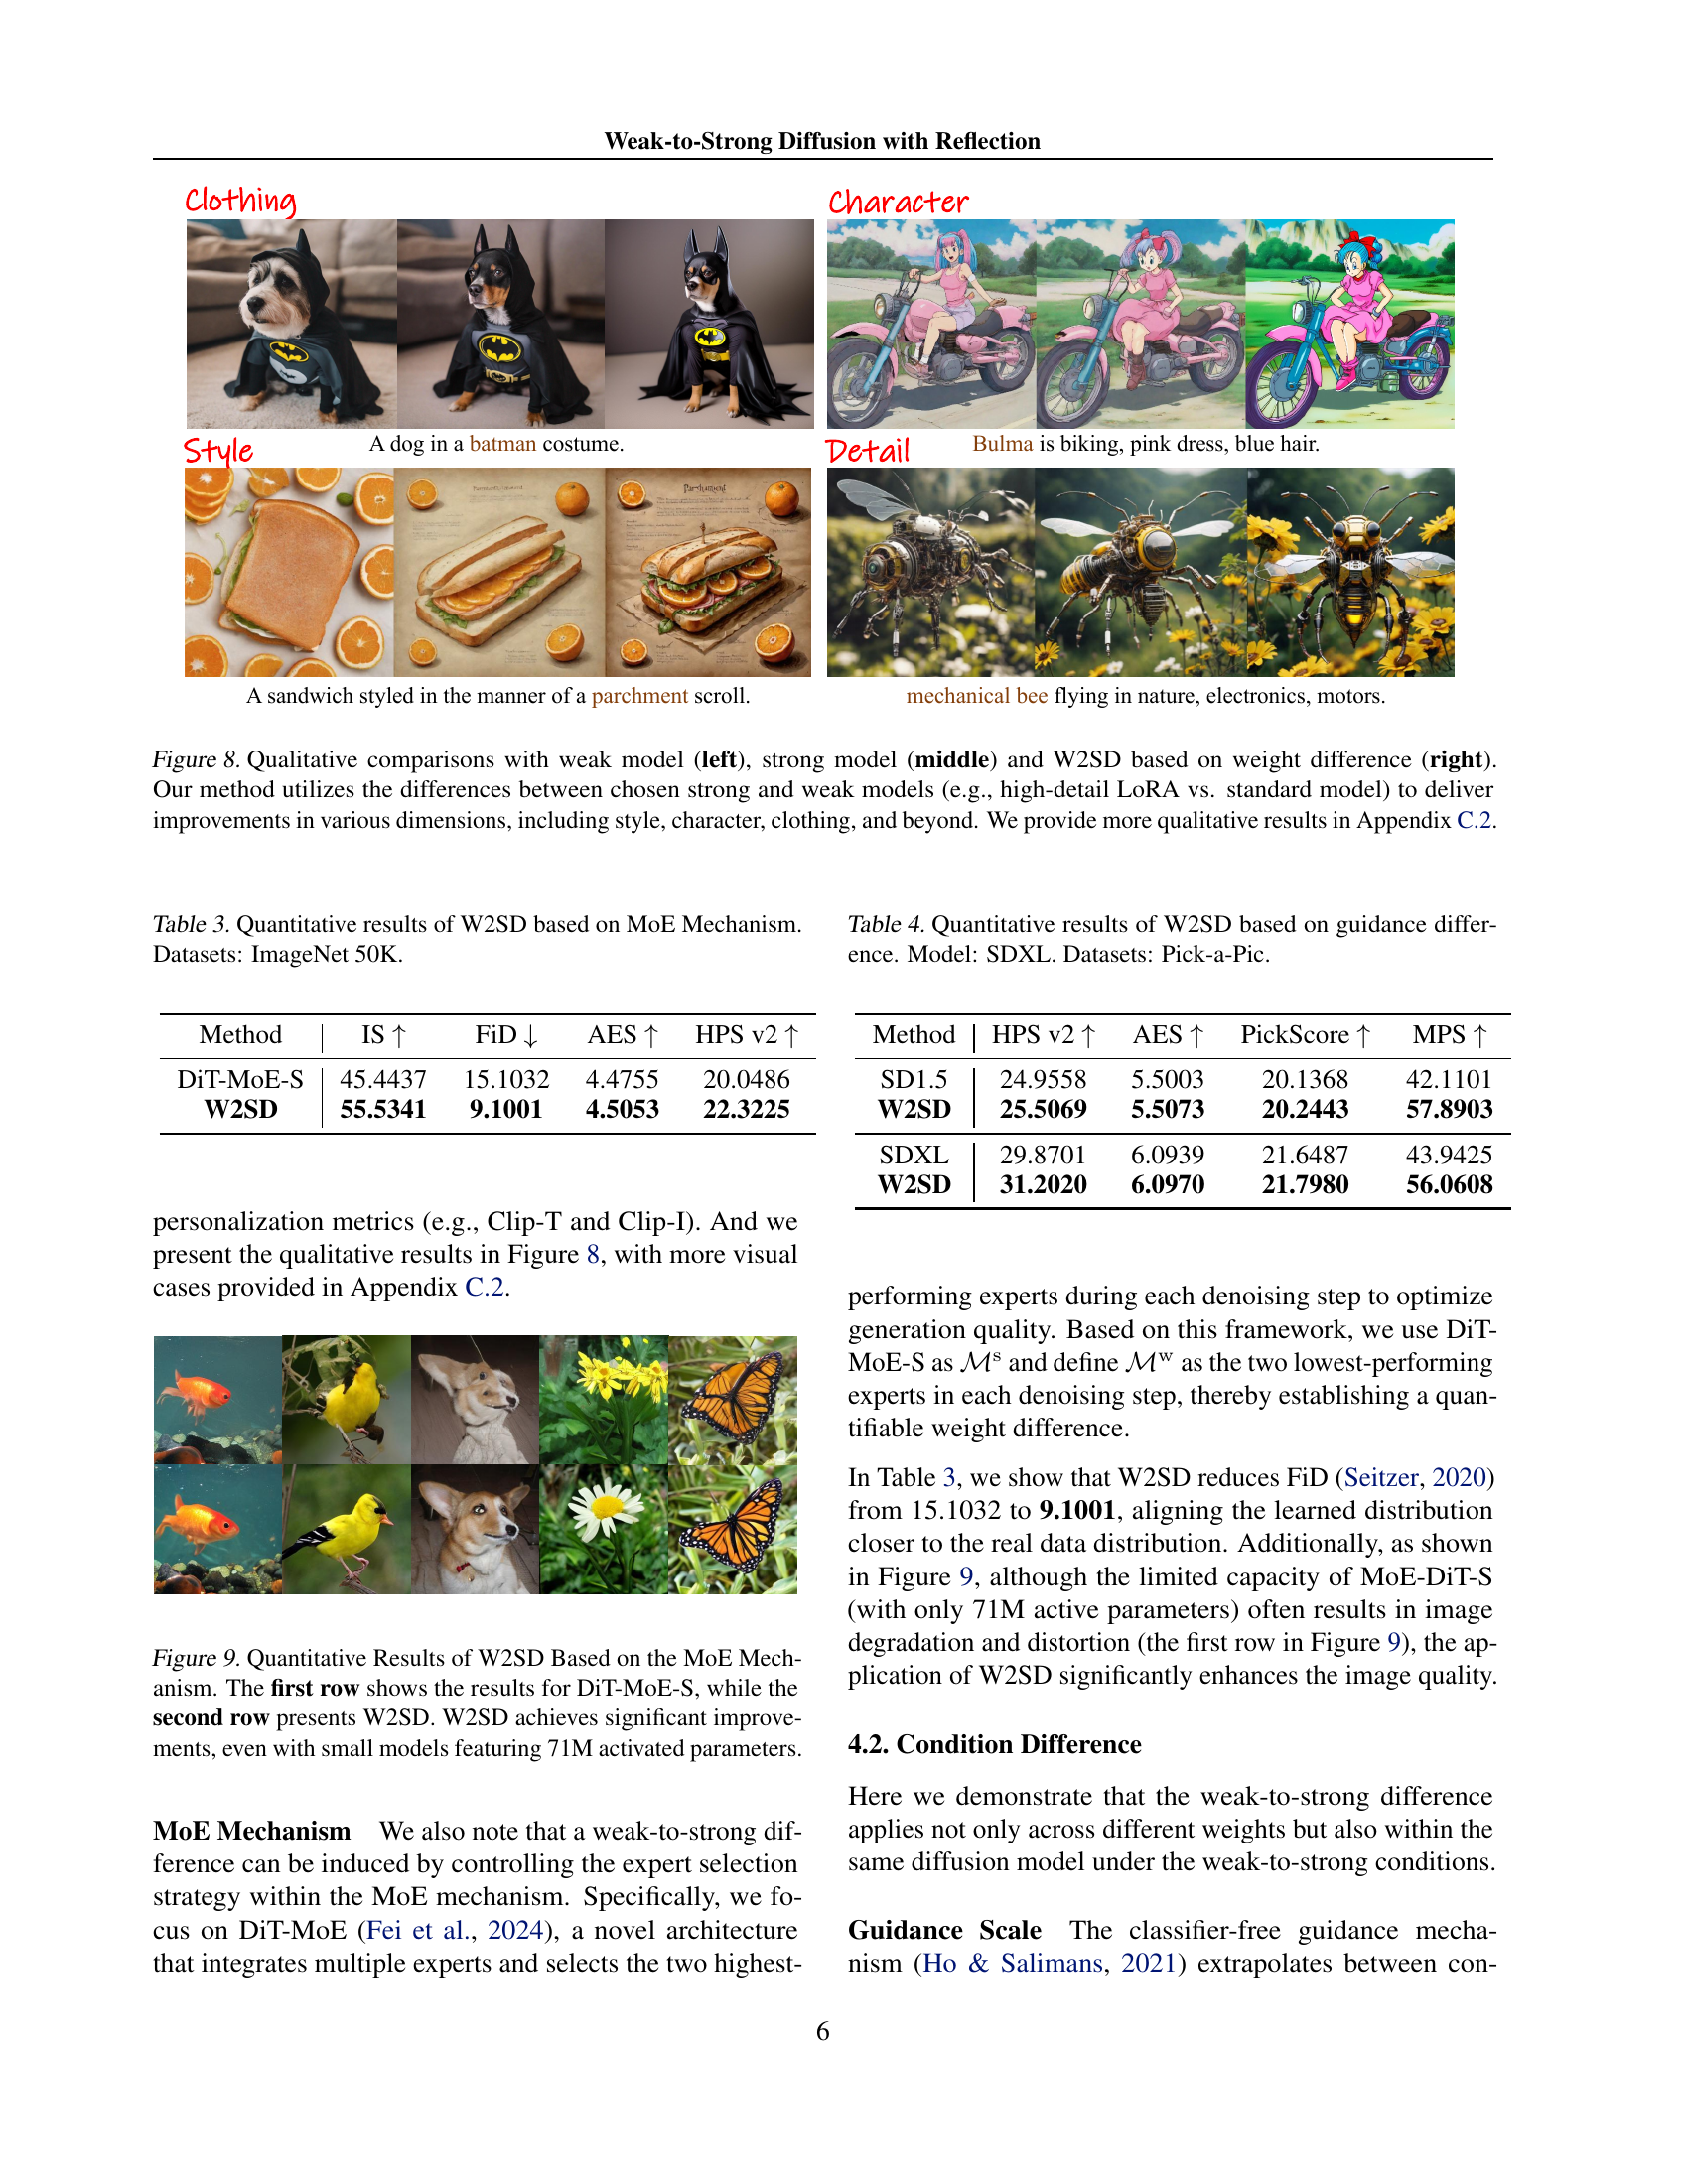 Weak-to-Strong Diffusion with Reflection
Clothing
Character
A dog in a batman costume.
Bulma is biking, pink dress, blue hair.
Style
Detail
Parchment
A sandwich styled in the manner of a parchment scroll.
mechanical bee flying in nature, electronics, motors.
Figure 8. Qualitative comparisons with weak model (left), strong model (middle) and W2SD based on weight difference (right).
Our method utilizes the differences between chosen strong and weak models (e.g., high-detail LoRA vs. standard model) to deliver
improvements in various dimensions, including style, character, clothing, and beyond. We provide more qualitative results in Appendix C.2.
Table 3. Quantitative results of W2SD based on MoE Mechanism.
Datasets: ImageNet 50K.
Method IS ↑ FiD ↓ AES ↑ HPS v2 ↑
DiT-MoE-S 45.4437 15.1032 4.4755 20.0486
W2SD 55.5341 9.1001 4.5053 22.3225
personalization metrics (e.g., Clip-T and Clip-I). And we
present the qualitative results in Figure 8, with more visual
cases provided in Appendix C.2.
Figure 9. Quantitative Results of W2SD Based on the MoE Mech-
anism. The first row shows the results for DiT-MoE-S, while the
second row presents W2SD. W2SD achieves significant improve-
ments, even with small models featuring 71M activated parameters.
MoE Mechanism We also note that a weak-to-strong dif-
ference can be induced by controlling the expert selection
strategy within the MoE mechanism. Specifically, we fo-
cus on DiT-MoE (Fei et al., 2024), a novel architecture
that integrates multiple experts and selects the two highest-
Table 4. Quantitative results of W2SD based on guidance differ-
ence. Model: SDXL. Datasets: Pick-a-Pic.
Method HPS v2 ↑ AES ↑ PickScore ↑ MPS ↑
SD1.5 24.9558 5.5003 20.1368 42.1101
W2SD 25.5069 5.5073 20.2443 57.8903
SDXL 29.8701 6.0939 21.6487 43.9425
W2SD 31.2020 6.0970 21.7980 56.0608
performing experts during each denoising step to optimize
generation quality. Based on this framework, we use DiT-
MoE-S as ℳˢ and define ℳʷ as the two lowest-performing
experts in each denoising step, thereby establishing a quan-
tifiable weight difference.
In Table 3, we show that W2SD reduces FiD (Seitzer, 2020)
from 15.1032 to 9.1001, aligning the learned distribution
closer to the real data distribution. Additionally, as shown
in Figure 9, although the limited capacity of MoE-DiT-S
(with only 71M active parameters) often results in image
degradation and distortion (the first row in Figure 9), the ap-
plication of W2SD significantly enhances the image quality.
4.2. Condition Difference
Here we demonstrate that the weak-to-strong difference
applies not only across different weights but also within the
same diffusion model under the weak-to-strong conditions.
Guidance Scale The classifier-free guidance mecha-
nism (Ho & Salimans, 2021) extrapolates between con-
6